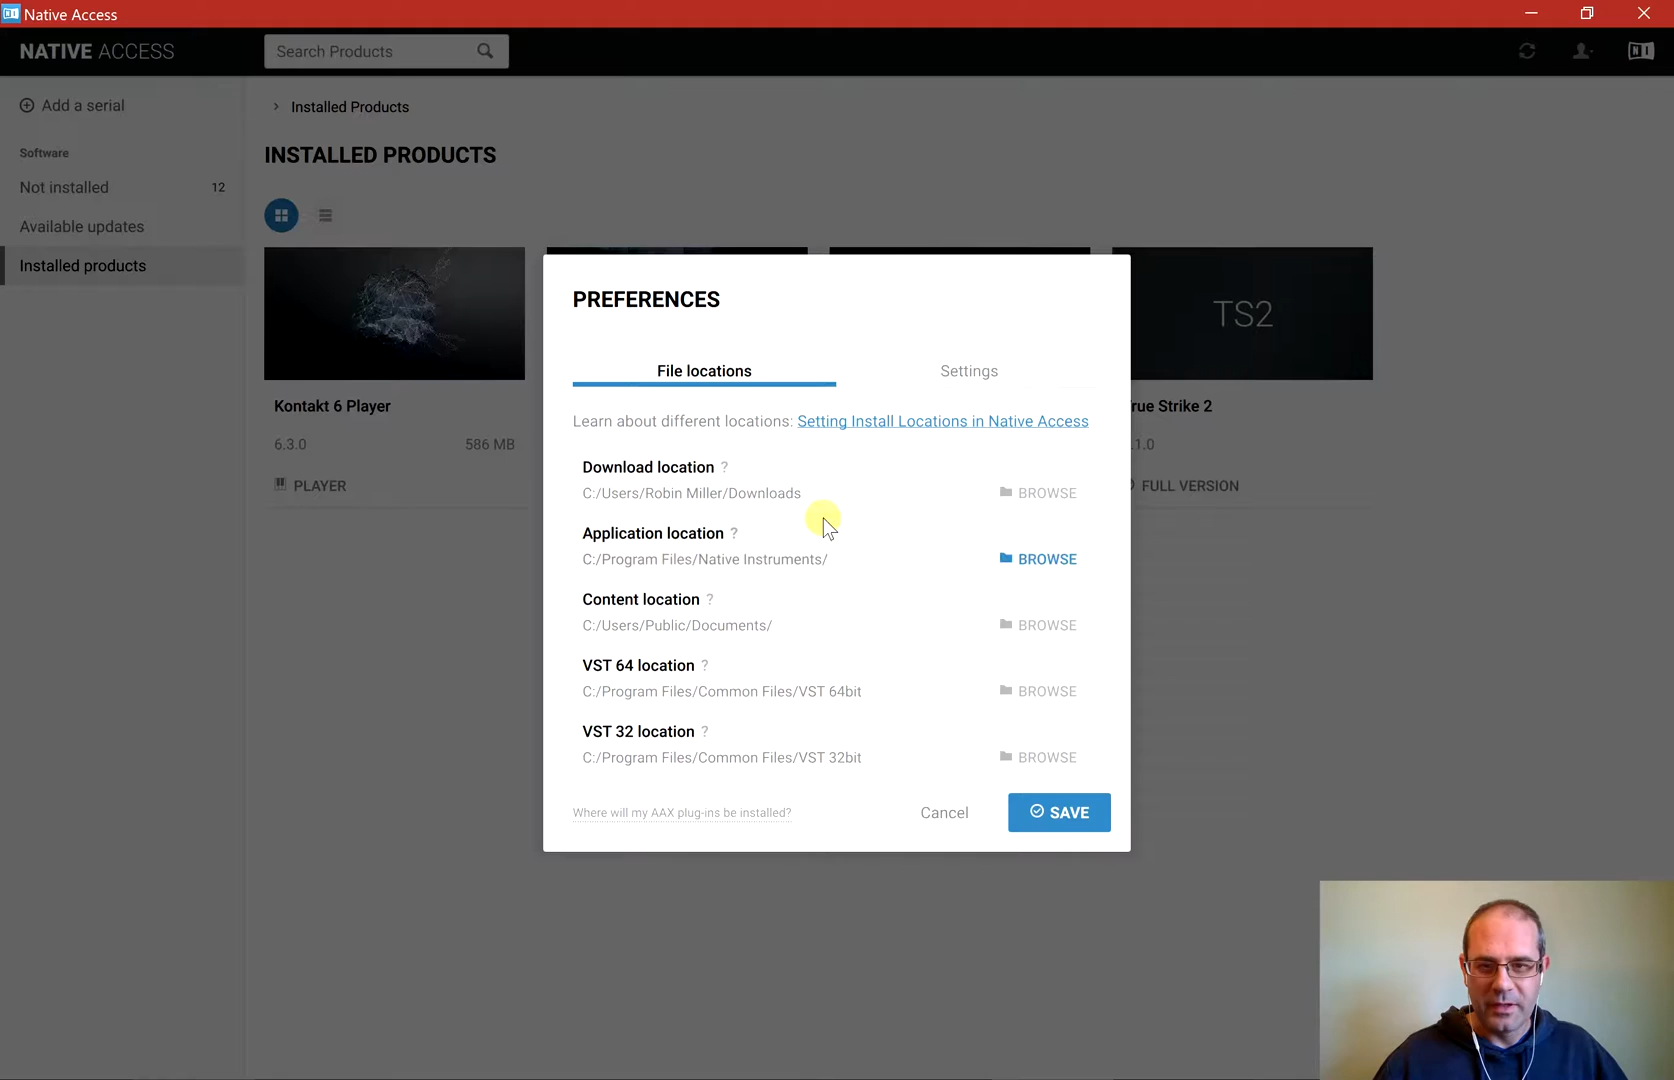 Native Access
NATIVE ACCESS
Search Products
Add a serial
Software
Not installed 12
Available updates
Installed products
Installed Products
INSTALLED PRODUCTS
Kontakt 6 Player
6.3.0 586 MB
PLAYER
TS2
True Strike 2
.1.0
FULL VERSION
PREFERENCES
File locations Settings
Learn about different locations: Setting Install Locations in Native Access
Download location ?
C:/Users/Robin Miller/Downloads BROWSE
Application location ?
C:/Program Files/Native Instruments/ BROWSE
Content location ?
C:/Users/Public/Documents/ BROWSE
VST 64 location ?
C:/Program Files/Common Files/VST 64bit BROWSE
VST 32 location ?
C:/Program Files/Common Files/VST 32bit BROWSE
Where will my AAX plug-ins be installed? Cancel SAVE